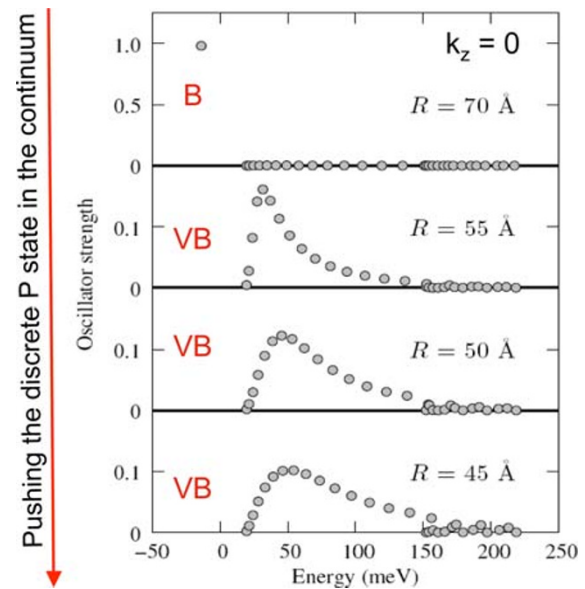 Pushing the discrete P state in the continuum
Oscillator strength
k_z = 0
1.0
B
0.5
R = 70 Å
0
VB
0.1
R = 55 Å
0
VB
0.1
R = 50 Å
0
VB
0.1
R = 45 Å
0
−50 0 50 100 150 200 250
Energy (meV)